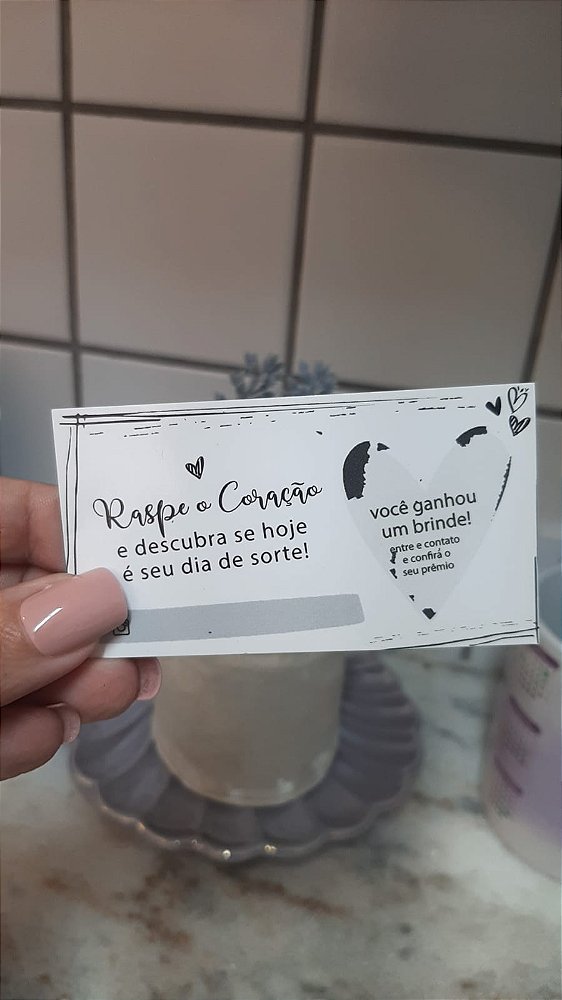 Raspe o Coração
e descubra se hoje
é seu dia de sorte!
você ganhou
um brinde!
entre e contato
e confirá o
seu prêmio